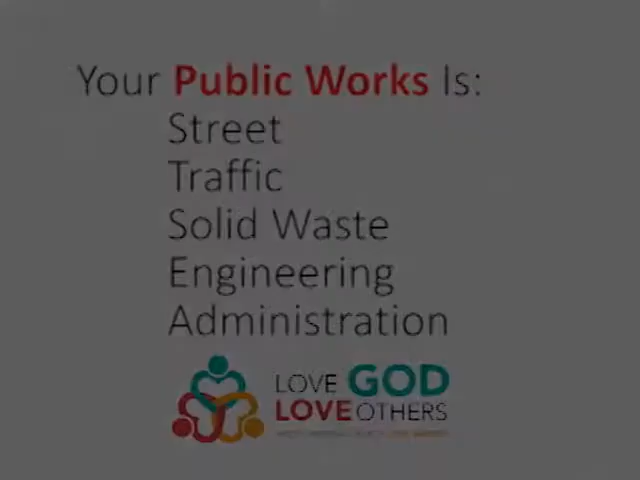 Your Public Works Is:
Street
Traffic
Solid Waste
Engineering
Administration
LOVE GOD
LOVE OTHERS